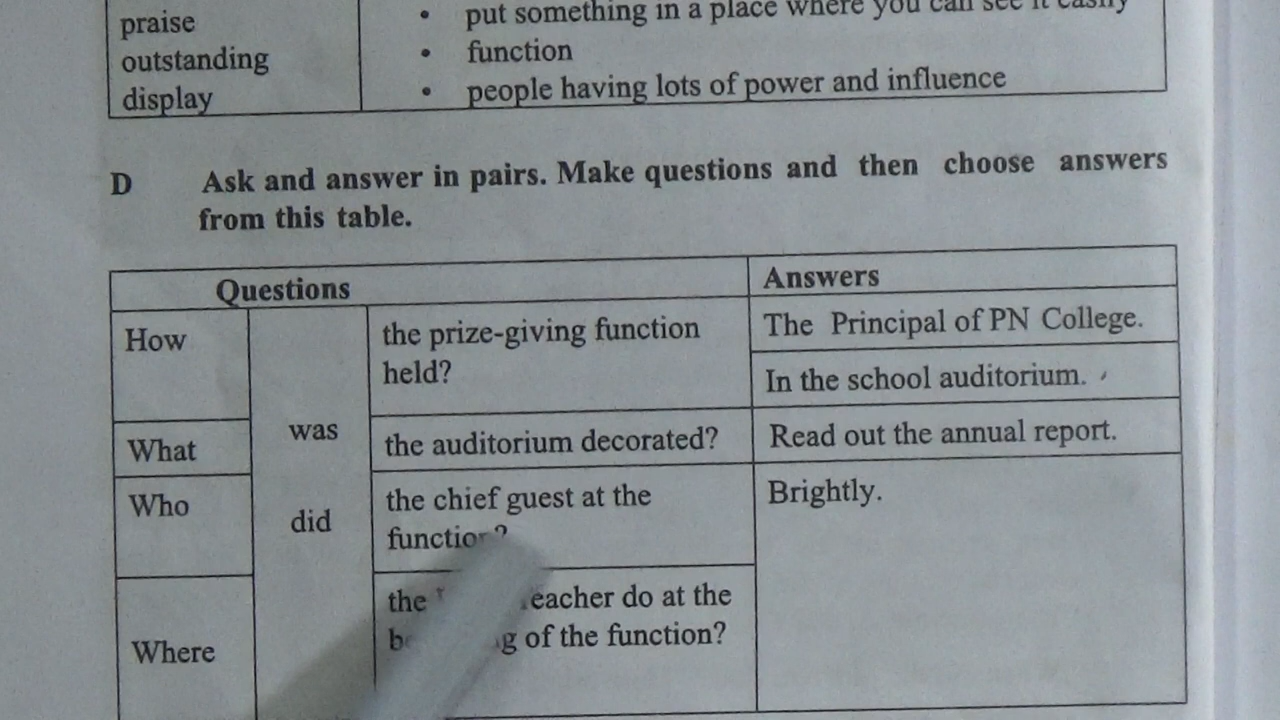 praise
outstanding
display
• put something in a place where you can see it easily
• function
• people having lots of power and influence
D Ask and answer in pairs. Make questions and then choose answers
from this table.
Questions
Answers
How
What
Who
Where
was
did
the prize-giving function
held?
the auditorium decorated?
the chief guest at the
function?
the eacher do at the
g of the function?
The Principal of PN College.
In the school auditorium.
Read out the annual report.
Brightly.